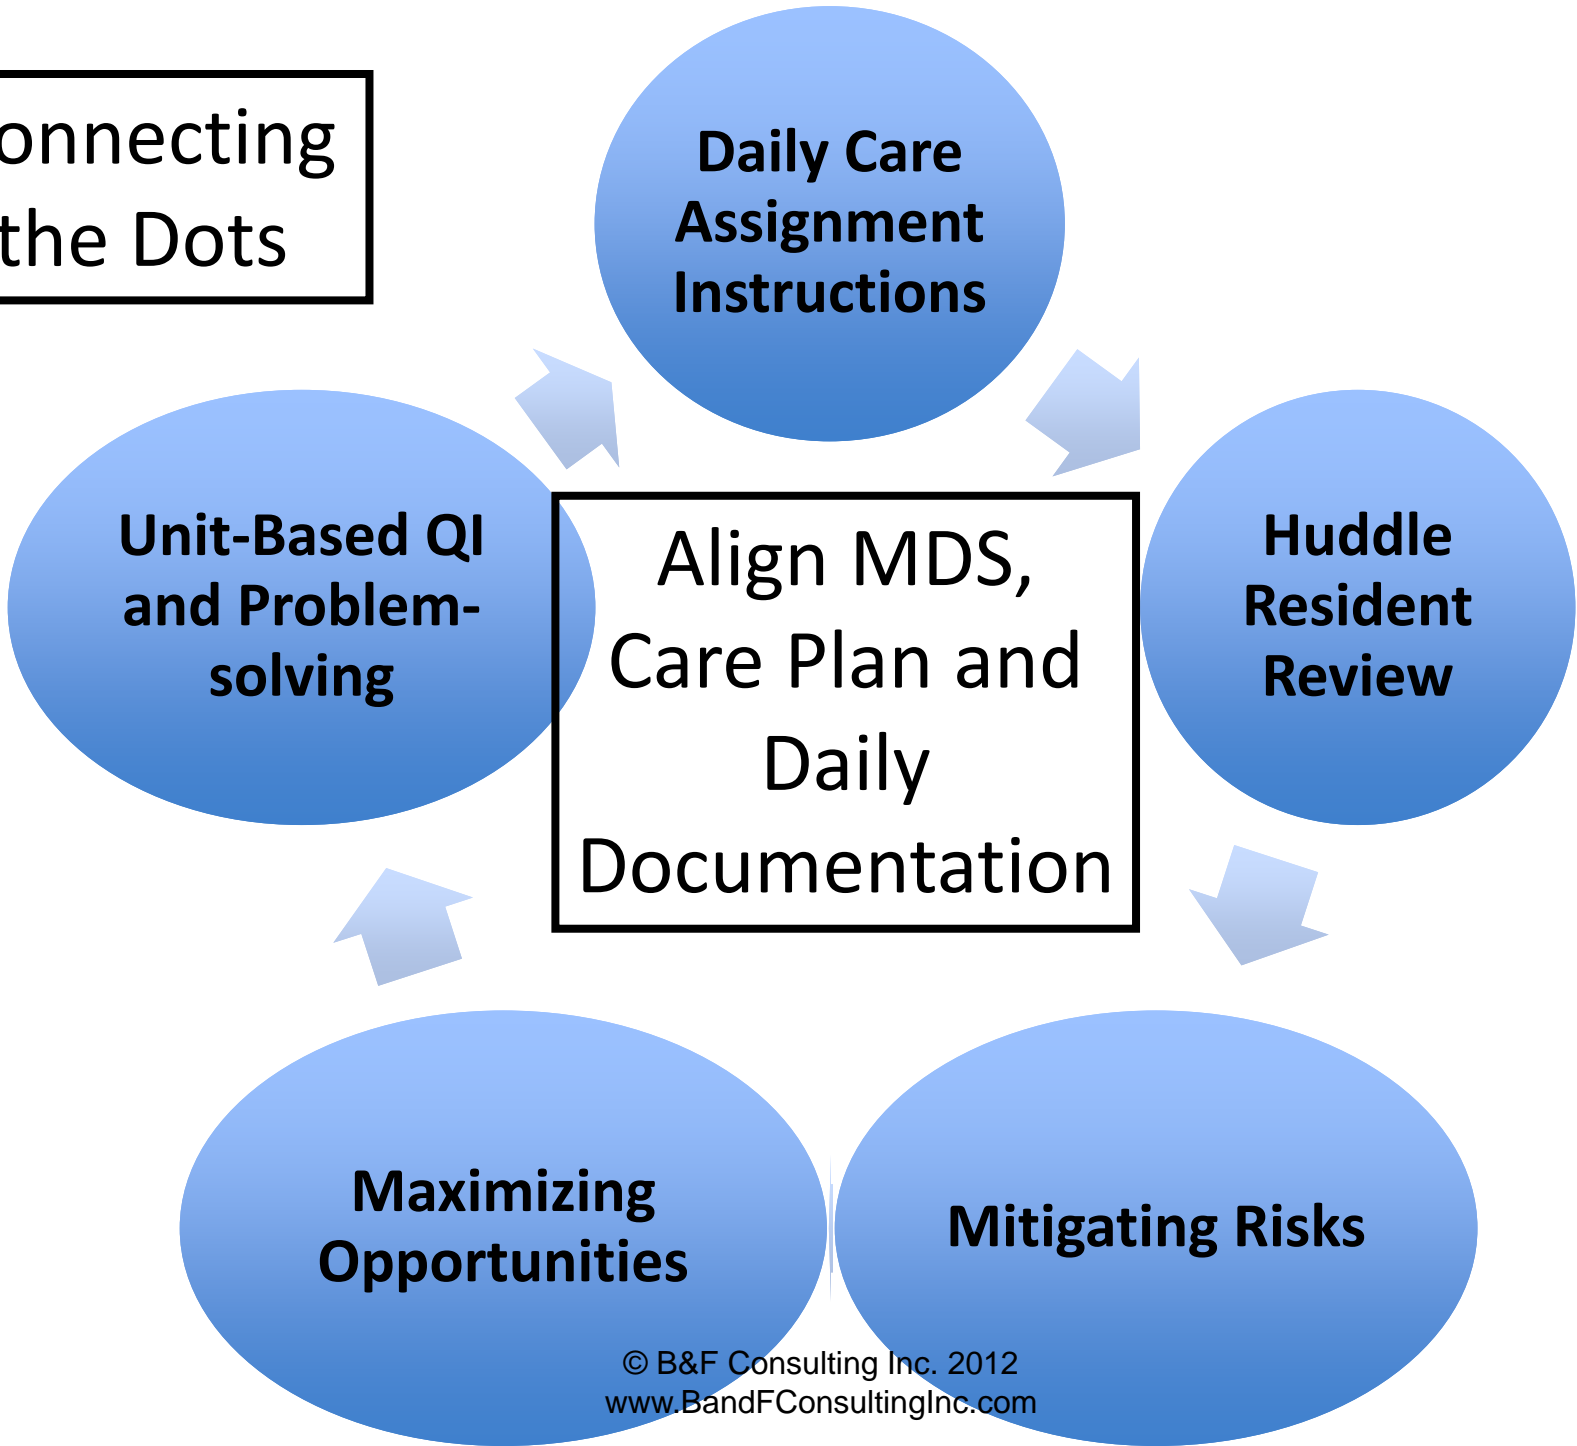 onnecting
the Dots
Daily Care
Assignment
Instructions
Huddle
Resident
Review
Mitigating Risks
Maximizing
Opportunities
Unit-Based QI
and Problem-
solving
Align MDS,
Care Plan and
Daily
Documentation
© B&F Consulting Inc. 2012
www.BandFConsultingInc.com